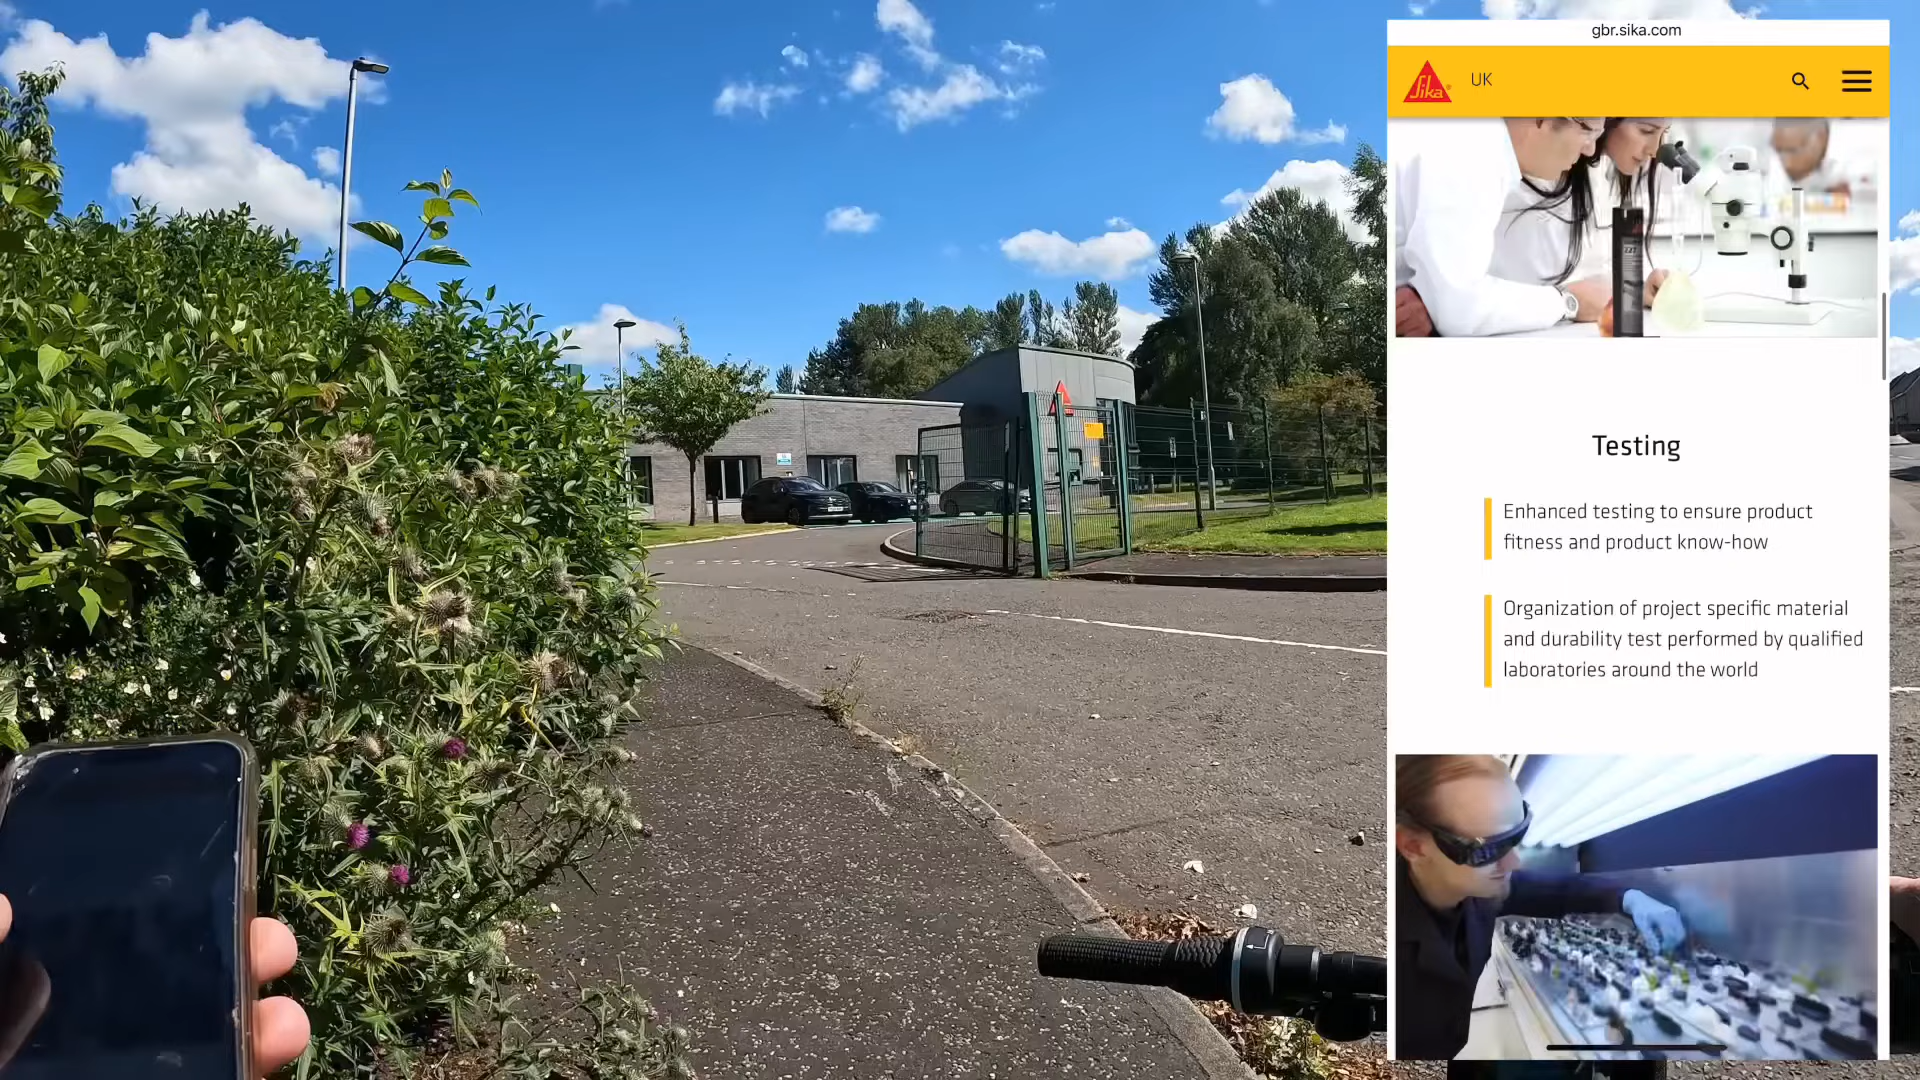 gbr.sika.com
Sika
UK
Testing
Enhanced testing to ensure product
fitness and product know-how
Organization of project specific material
and durability test performed by qualified
laboratories around the world